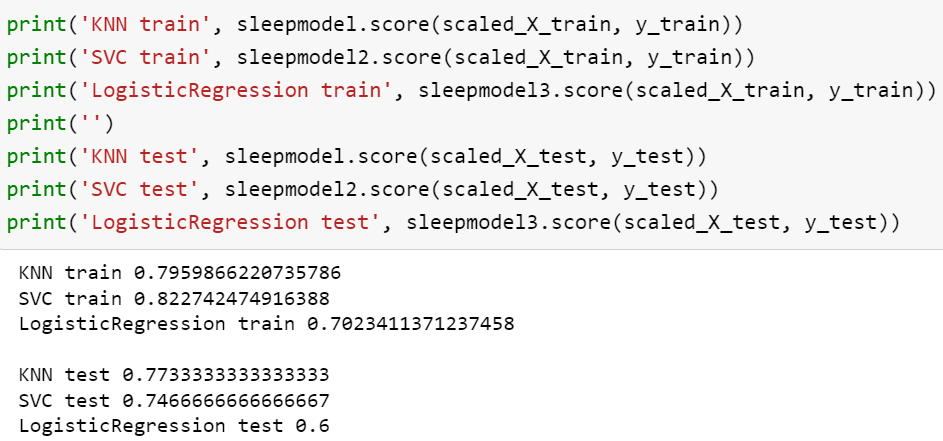 print('KNN train', sleepmodel.score(scaled_X_train, y_train))
print('SVC train', sleepmodel2.score(scaled_X_train, y_train))
print('LogisticRegression train', sleepmodel3.score(scaled_X_train, y_train))
print('')
print('KNN test', sleepmodel.score(scaled_X_test, y_test))
print('SVC test', sleepmodel2.score(scaled_X_test, y_test))
print('LogisticRegression test', sleepmodel3.score(scaled_X_test, y_test))
KNN train 0.7959866220735786
SVC train 0.822742474916388
LogisticRegression train 0.7023411371237458
KNN test 0.7733333333333333
SVC test 0.7466666666666667
LogisticRegression test 0.6